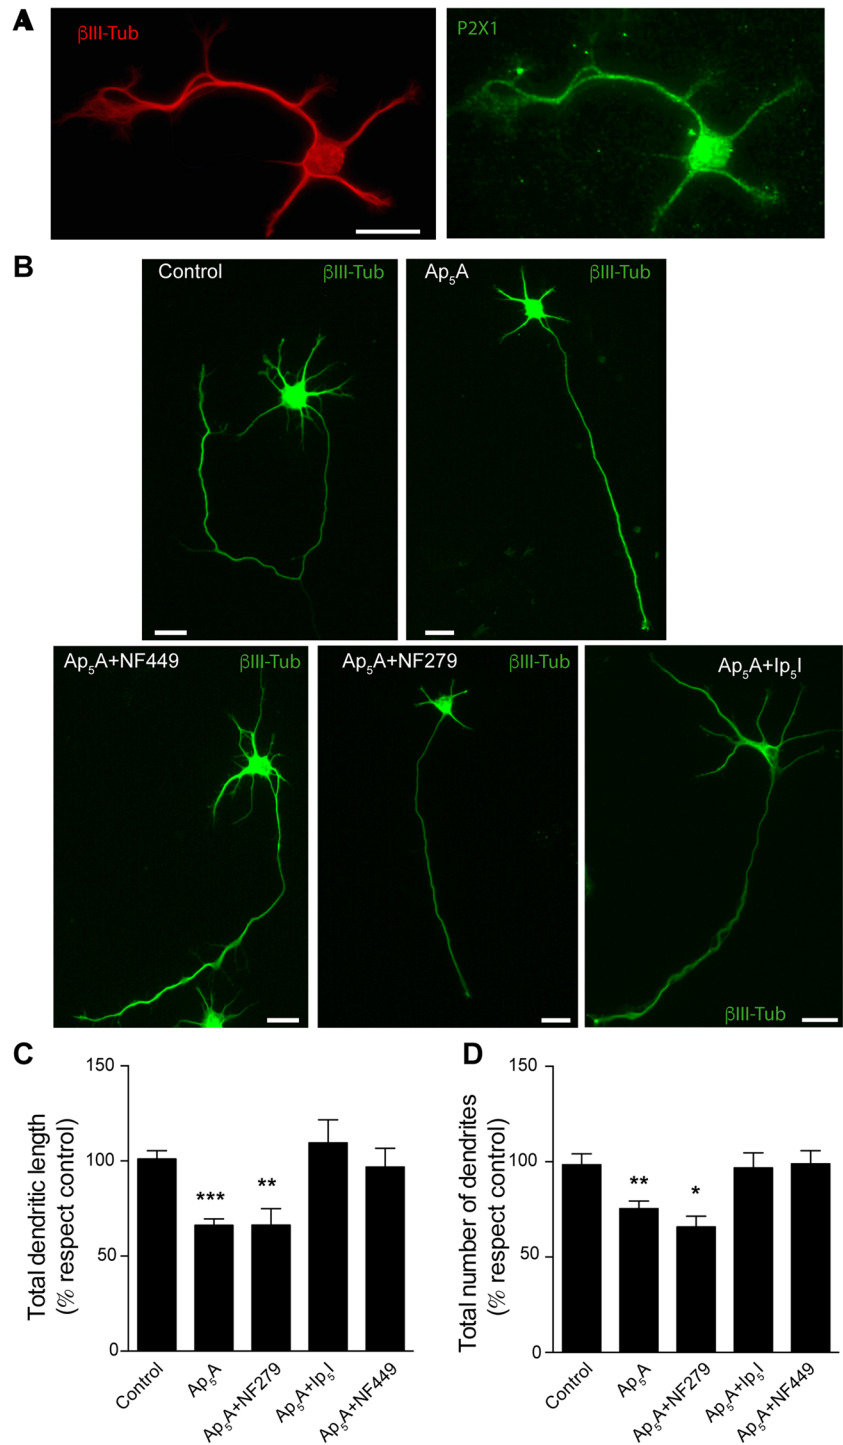 A
βIII-Tub
P2X1
B
Control
βIII-Tub
Ap5A
βIII-Tub
Ap5A+NF449
βIII-Tub
Ap5A+NF279
βIII-Tub
Ap5A+Ip5I
βIII-Tub
C
Total dendritic length
(% respect control)
150
100
50
0
***
**
Control
Ap5A
Ap5A+NF279
Ap5A+Ip5I
Ap5A+NF449
D
Total number of dendrites
(% respect control)
150
100
50
0
**
*
Control
Ap5A
Ap5A+NF279
Ap5A+Ip5I
Ap5A+NF449